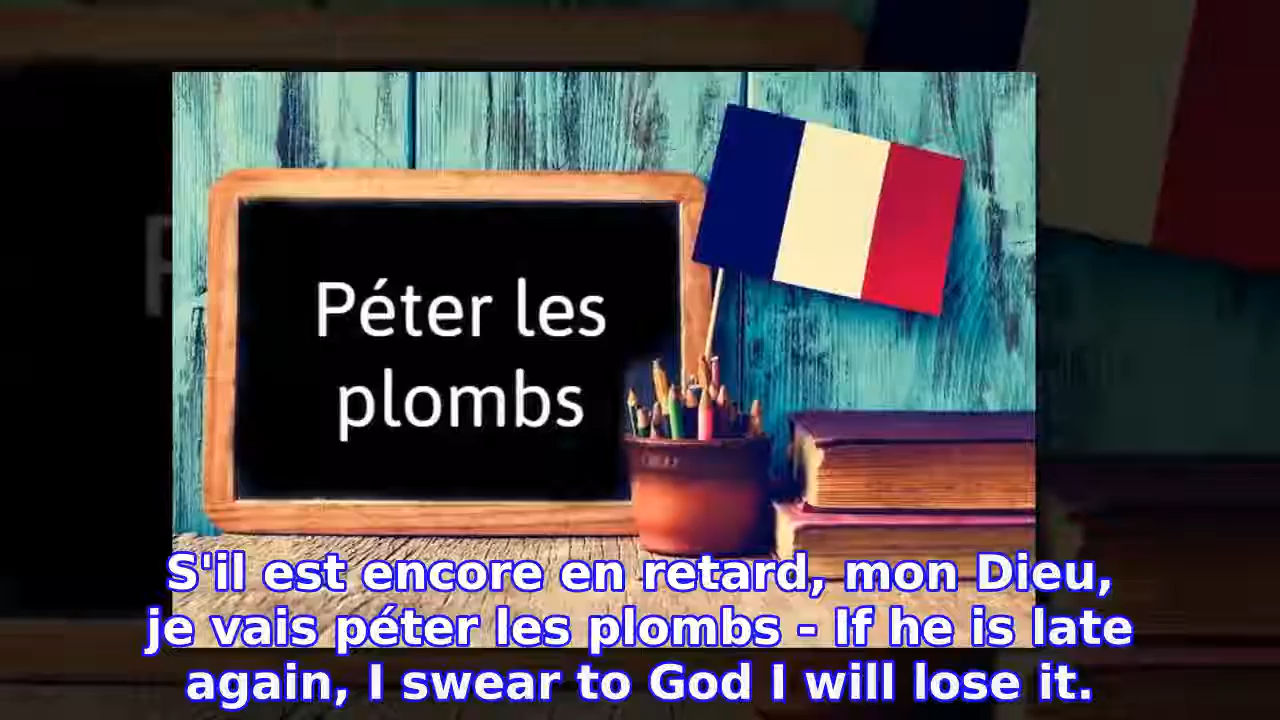 Péter les
plombs
S'il est encore en retard, mon Dieu,
je vais péter les plombs - If he is late
again, I swear to God I will lose it.